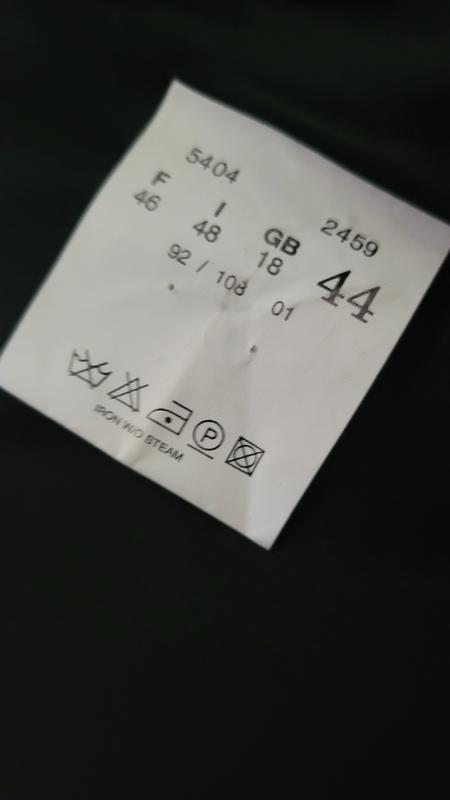 5404 2459
F I GB 44
46 48 18
92 / 108 01
P
IRON W/O STEAM